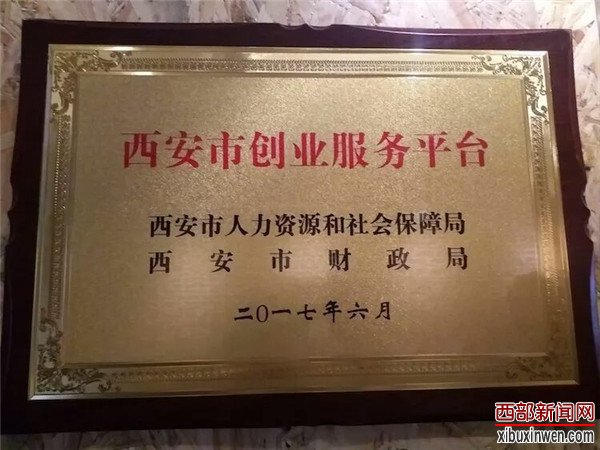 西安市创业服务平台
西安市人力资源和社会保障局
西安市财政局
二〇一七年六月
西部新闻网
xibuxinwen.com